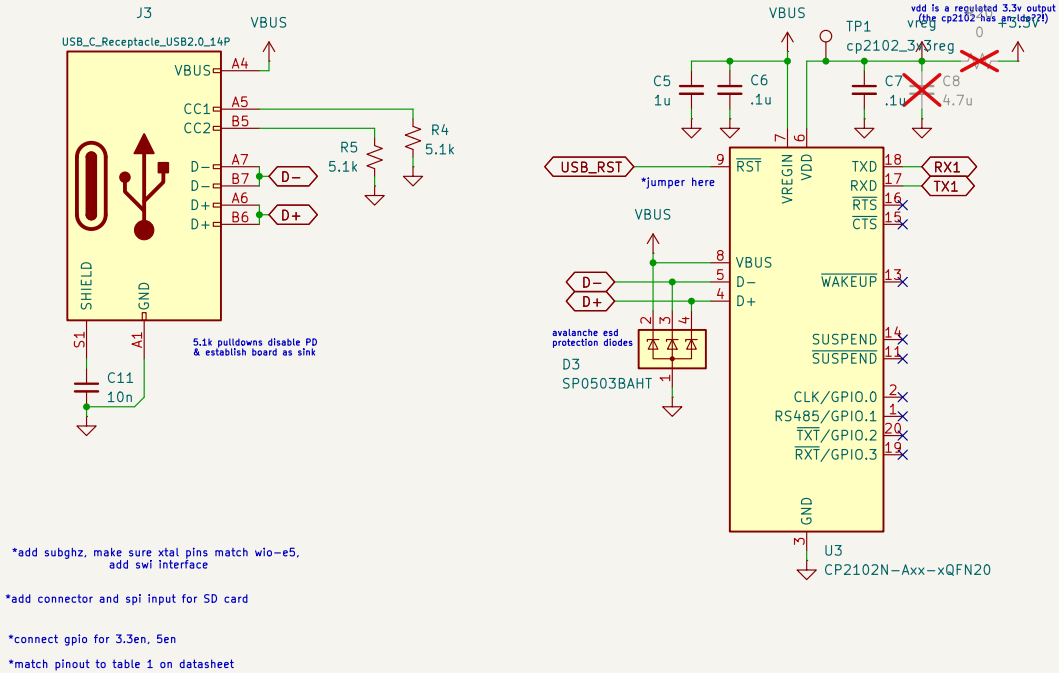 J3
USB_C_Receptacle_USB2.0_14P
VBUS
VBUS
A4
CC1
A5
CC2
B5
D-
A7
D-
B7
D+
A6
D+
B6
D-
D+
R5
5.1k
R4
5.1k
SHIELD
GND
S1
A1
C11
10n
5.1k pulldowns disable PD
& establish board as sink
vdd is a regulated 3.3v output
(the cp2102 has an ldo??!)
VBUS
TP1
cp2102_3v3reg
vreg
+3.3V
0
C5
1u
C6
.1u
C7
.1u
C8
4.7u
7
6
USB_RST
9
RST
*jumper here
VREGIN
VDD
TXD
18
RX1
RXD
17
TX1
RTS
16
CTS
15
VBUS
8
VBUS
D-
5
D-
D+
4
D+
WAKEUP
13
2
3
4
avalanche esd
protection diodes
D3
SP0503BAHT
1
SUSPEND
14
SUSPEND
11
CLK/GPIO.0
2
RS485/GPIO.1
1
TXT/GPIO.2
20
RXT/GPIO.3
19
GND
3
U3
CP2102N-Axx-xQFN20
*add subghz, make sure xtal pins match wio-e5,
add swi interface
*add connector and spi input for SD card
*connect gpio for 3.3en, 5en
*match pinout to table 1 on datasheet